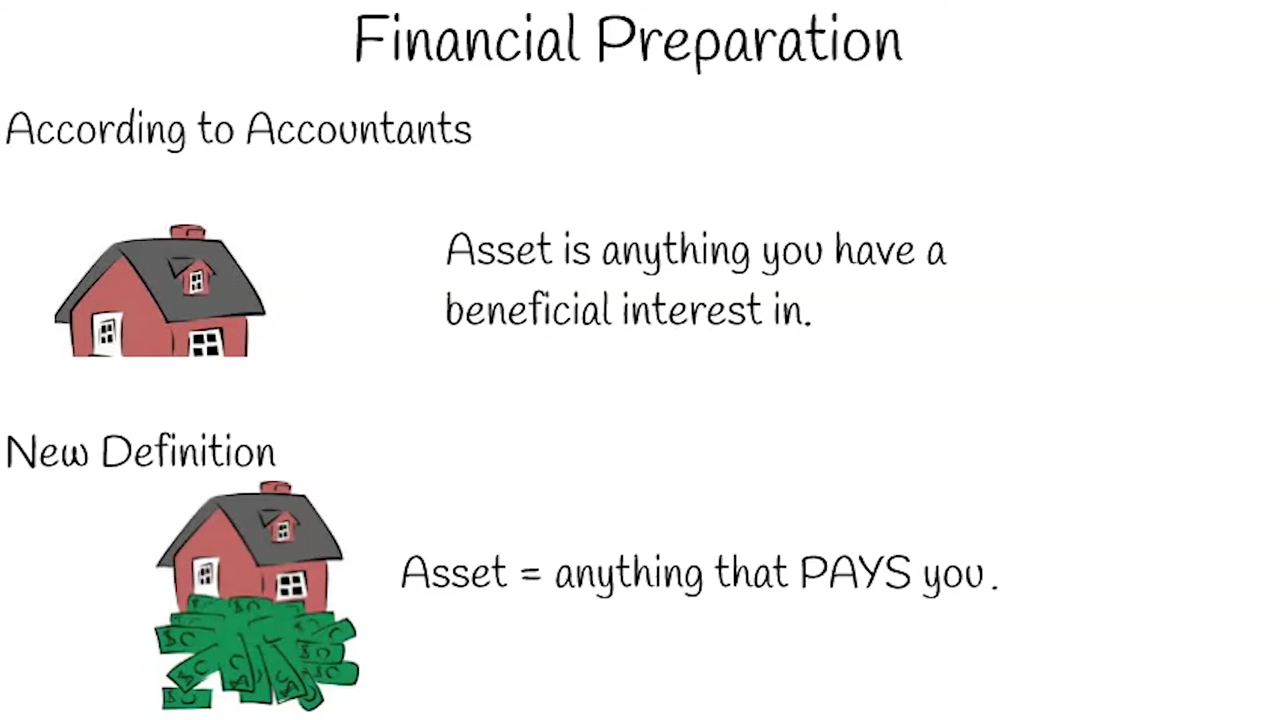 Financial Preparation
According to Accountants
Asset is anything you have a
beneficial interest in.
New Definition
Asset = anything that PAYS you.